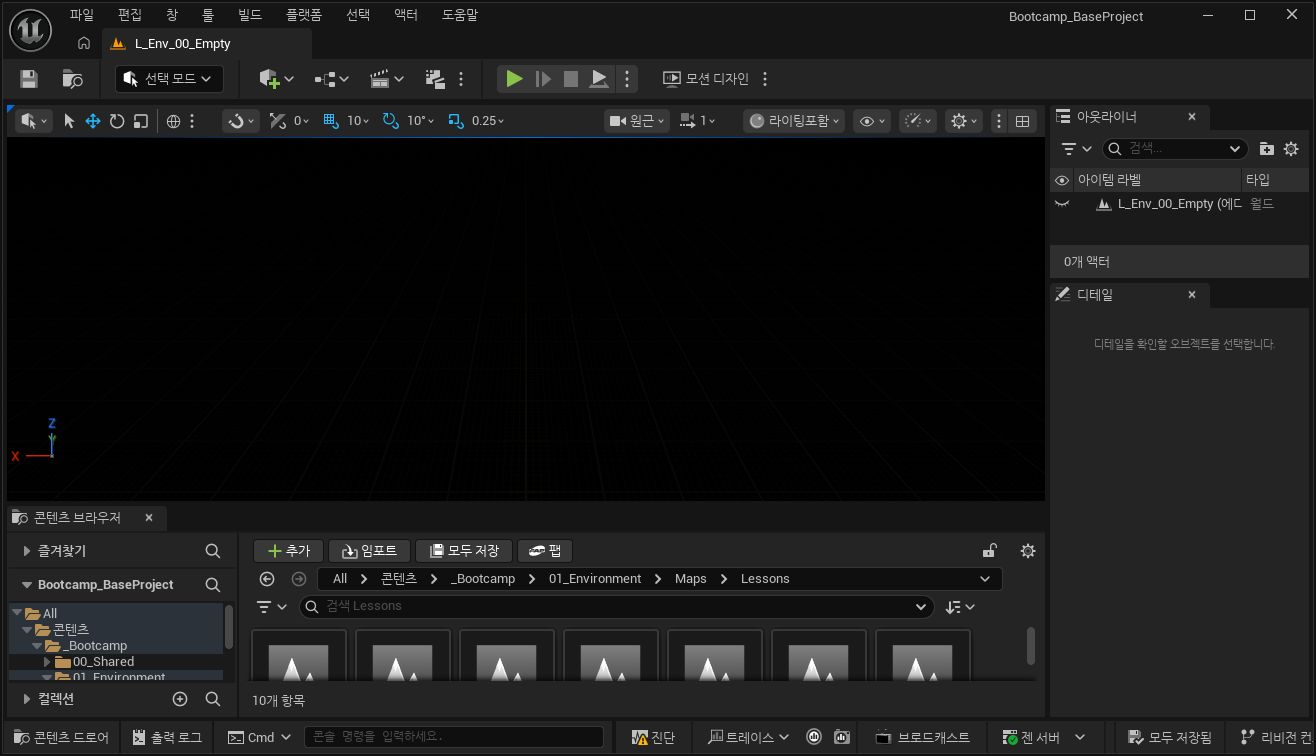 파일 편집 창 툴 빌드 플랫폼 선택 액터 도움말 Bootcamp_BaseProject
L_Env_00_Empty
선택 모드 모션 디자인
0 10 10° 0.25 원근 1 라이팅포함
아웃라이너
검색...
아이템 라벨 타입
L_Env_00_Empty (에디 월드
0개 액터
디테일
디테일을 확인할 오브젝트를 선택합니다.
Z
Y
X
콘텐츠 브라우저
즐겨찾기
추가 임포트 모두 저장 팹
Bootcamp_BaseProject
All 콘텐츠 _Bootcamp 01_Environment Maps Lessons
검색 Lessons
All
콘텐츠
_Bootcamp
00_Shared
01_Environment
컬렉션
10개 항목
콘텐츠 드로어 출력 로그 Cmd 콘솔 명령을 입력하세요. 진단 트레이스 브로드캐스트 젠 서버 모두 저장됨 리비전 컨